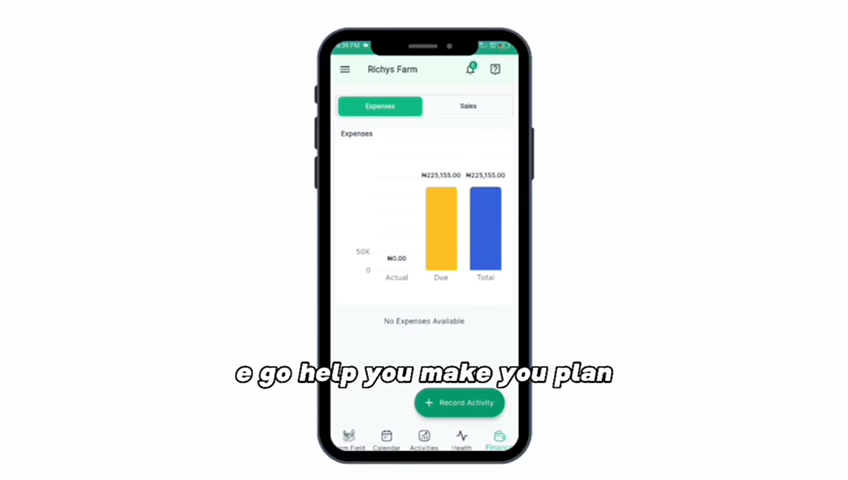 Richys Farm
Expenses
Sales
Expenses
₦225,155.00 ₦225,155.00
50K
₦0.00
0
Actual Due Total
No Expenses Available
e go help you make you plan
+ Record Activity
Calendar Activities Health